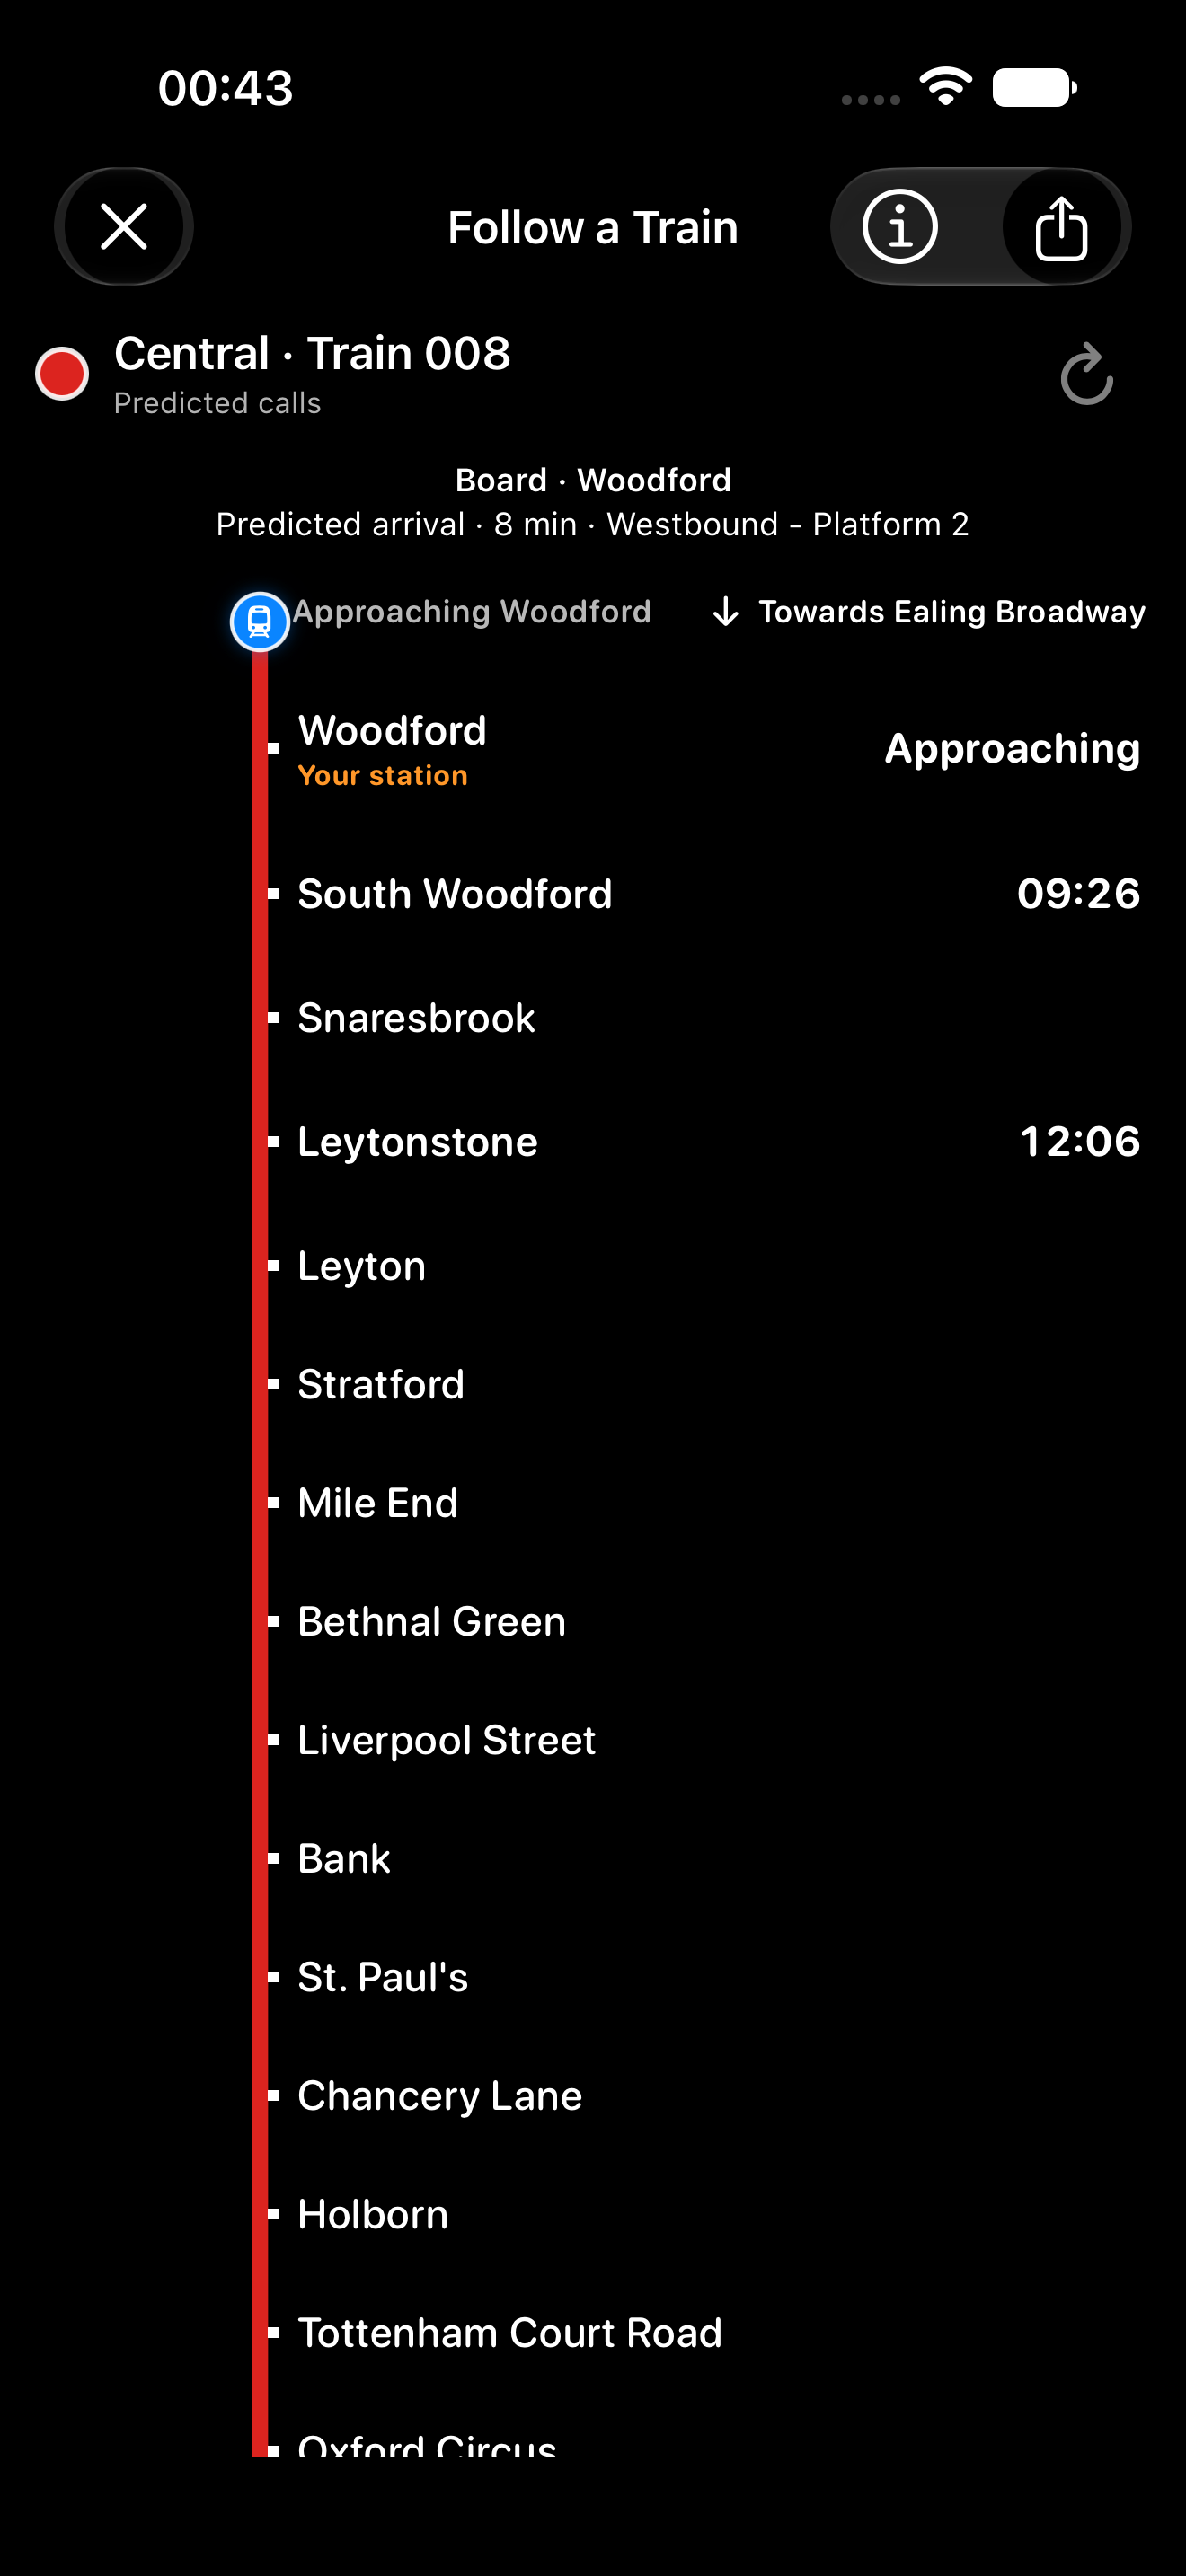 00:43
Follow a Train
Central · Train 008
Predicted calls
Board · Woodford
Predicted arrival · 8 min · Westbound - Platform 2
Approaching Woodford ↓ Towards Ealing Broadway
Woodford
Your station
Approaching
South Woodford 09:26
Snaresbrook
Leytonstone 12:06
Leyton
Stratford
Mile End
Bethnal Green
Liverpool Street
Bank
St. Paul's
Chancery Lane
Holborn
Tottenham Court Road
Oxford Circus